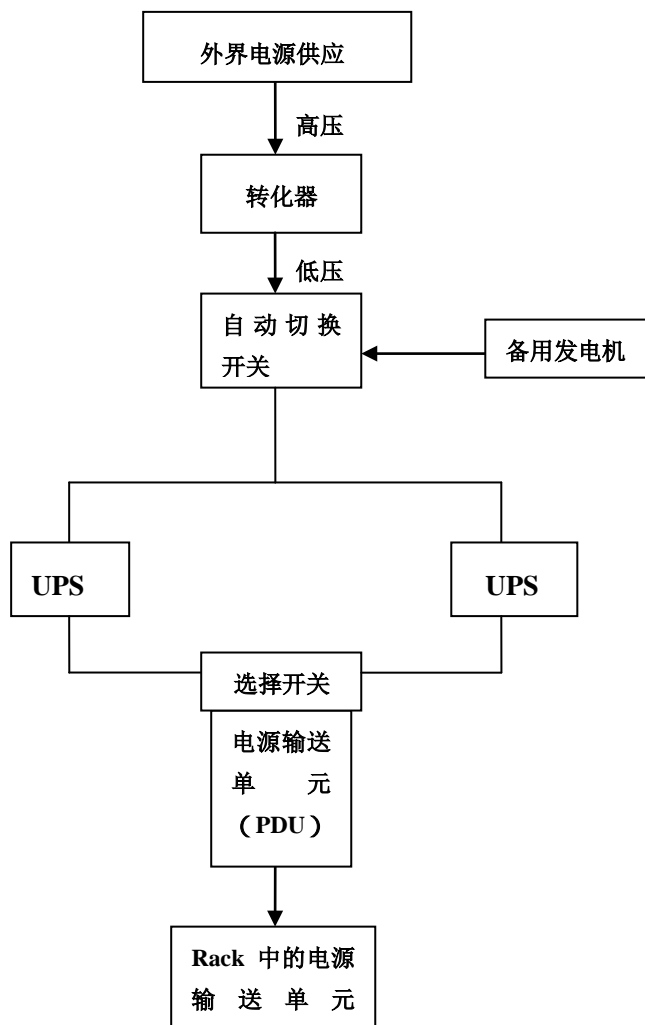 外界电源供应
高压
转化器
低压
自动切换
开关
备用发电机
UPS
UPS
选择开关
电源输送
单元
（PDU）
Rack 中的电源
输送单元